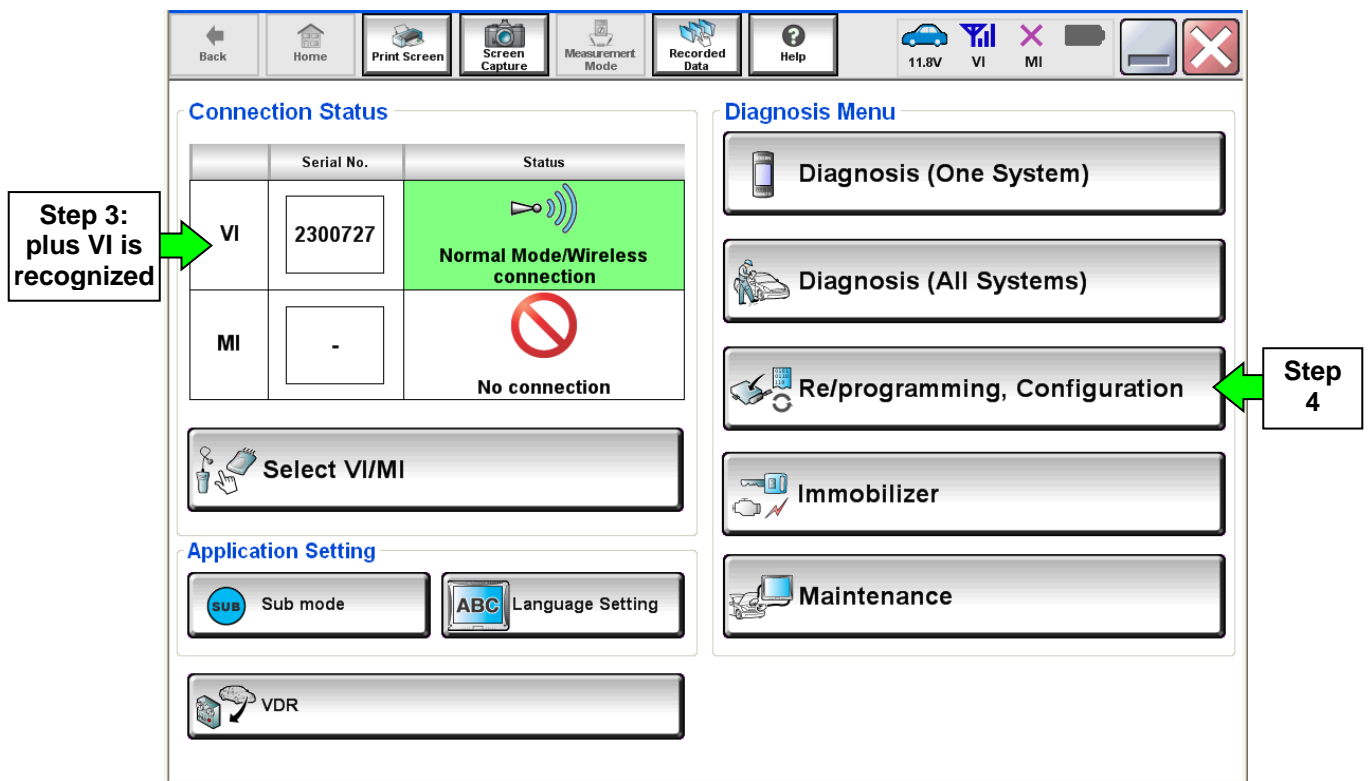 Back
Home
Print Screen
Screen
Capture
Measurement
Mode
Recorded
Data
Help
11.8V
VI
MI
Connection Status
Serial No.
Status
VI
2300727
Normal Mode/Wireless
connection
MI
-
No connection
Select VI/MI
Application Setting
SUB
Sub mode
ABC
Language Setting
VDR
Diagnosis Menu
Diagnosis (One System)
Diagnosis (All Systems)
Re/programming, Configuration
Immobilizer
Maintenance
Step 3:
plus VI is
recognized
Step
4